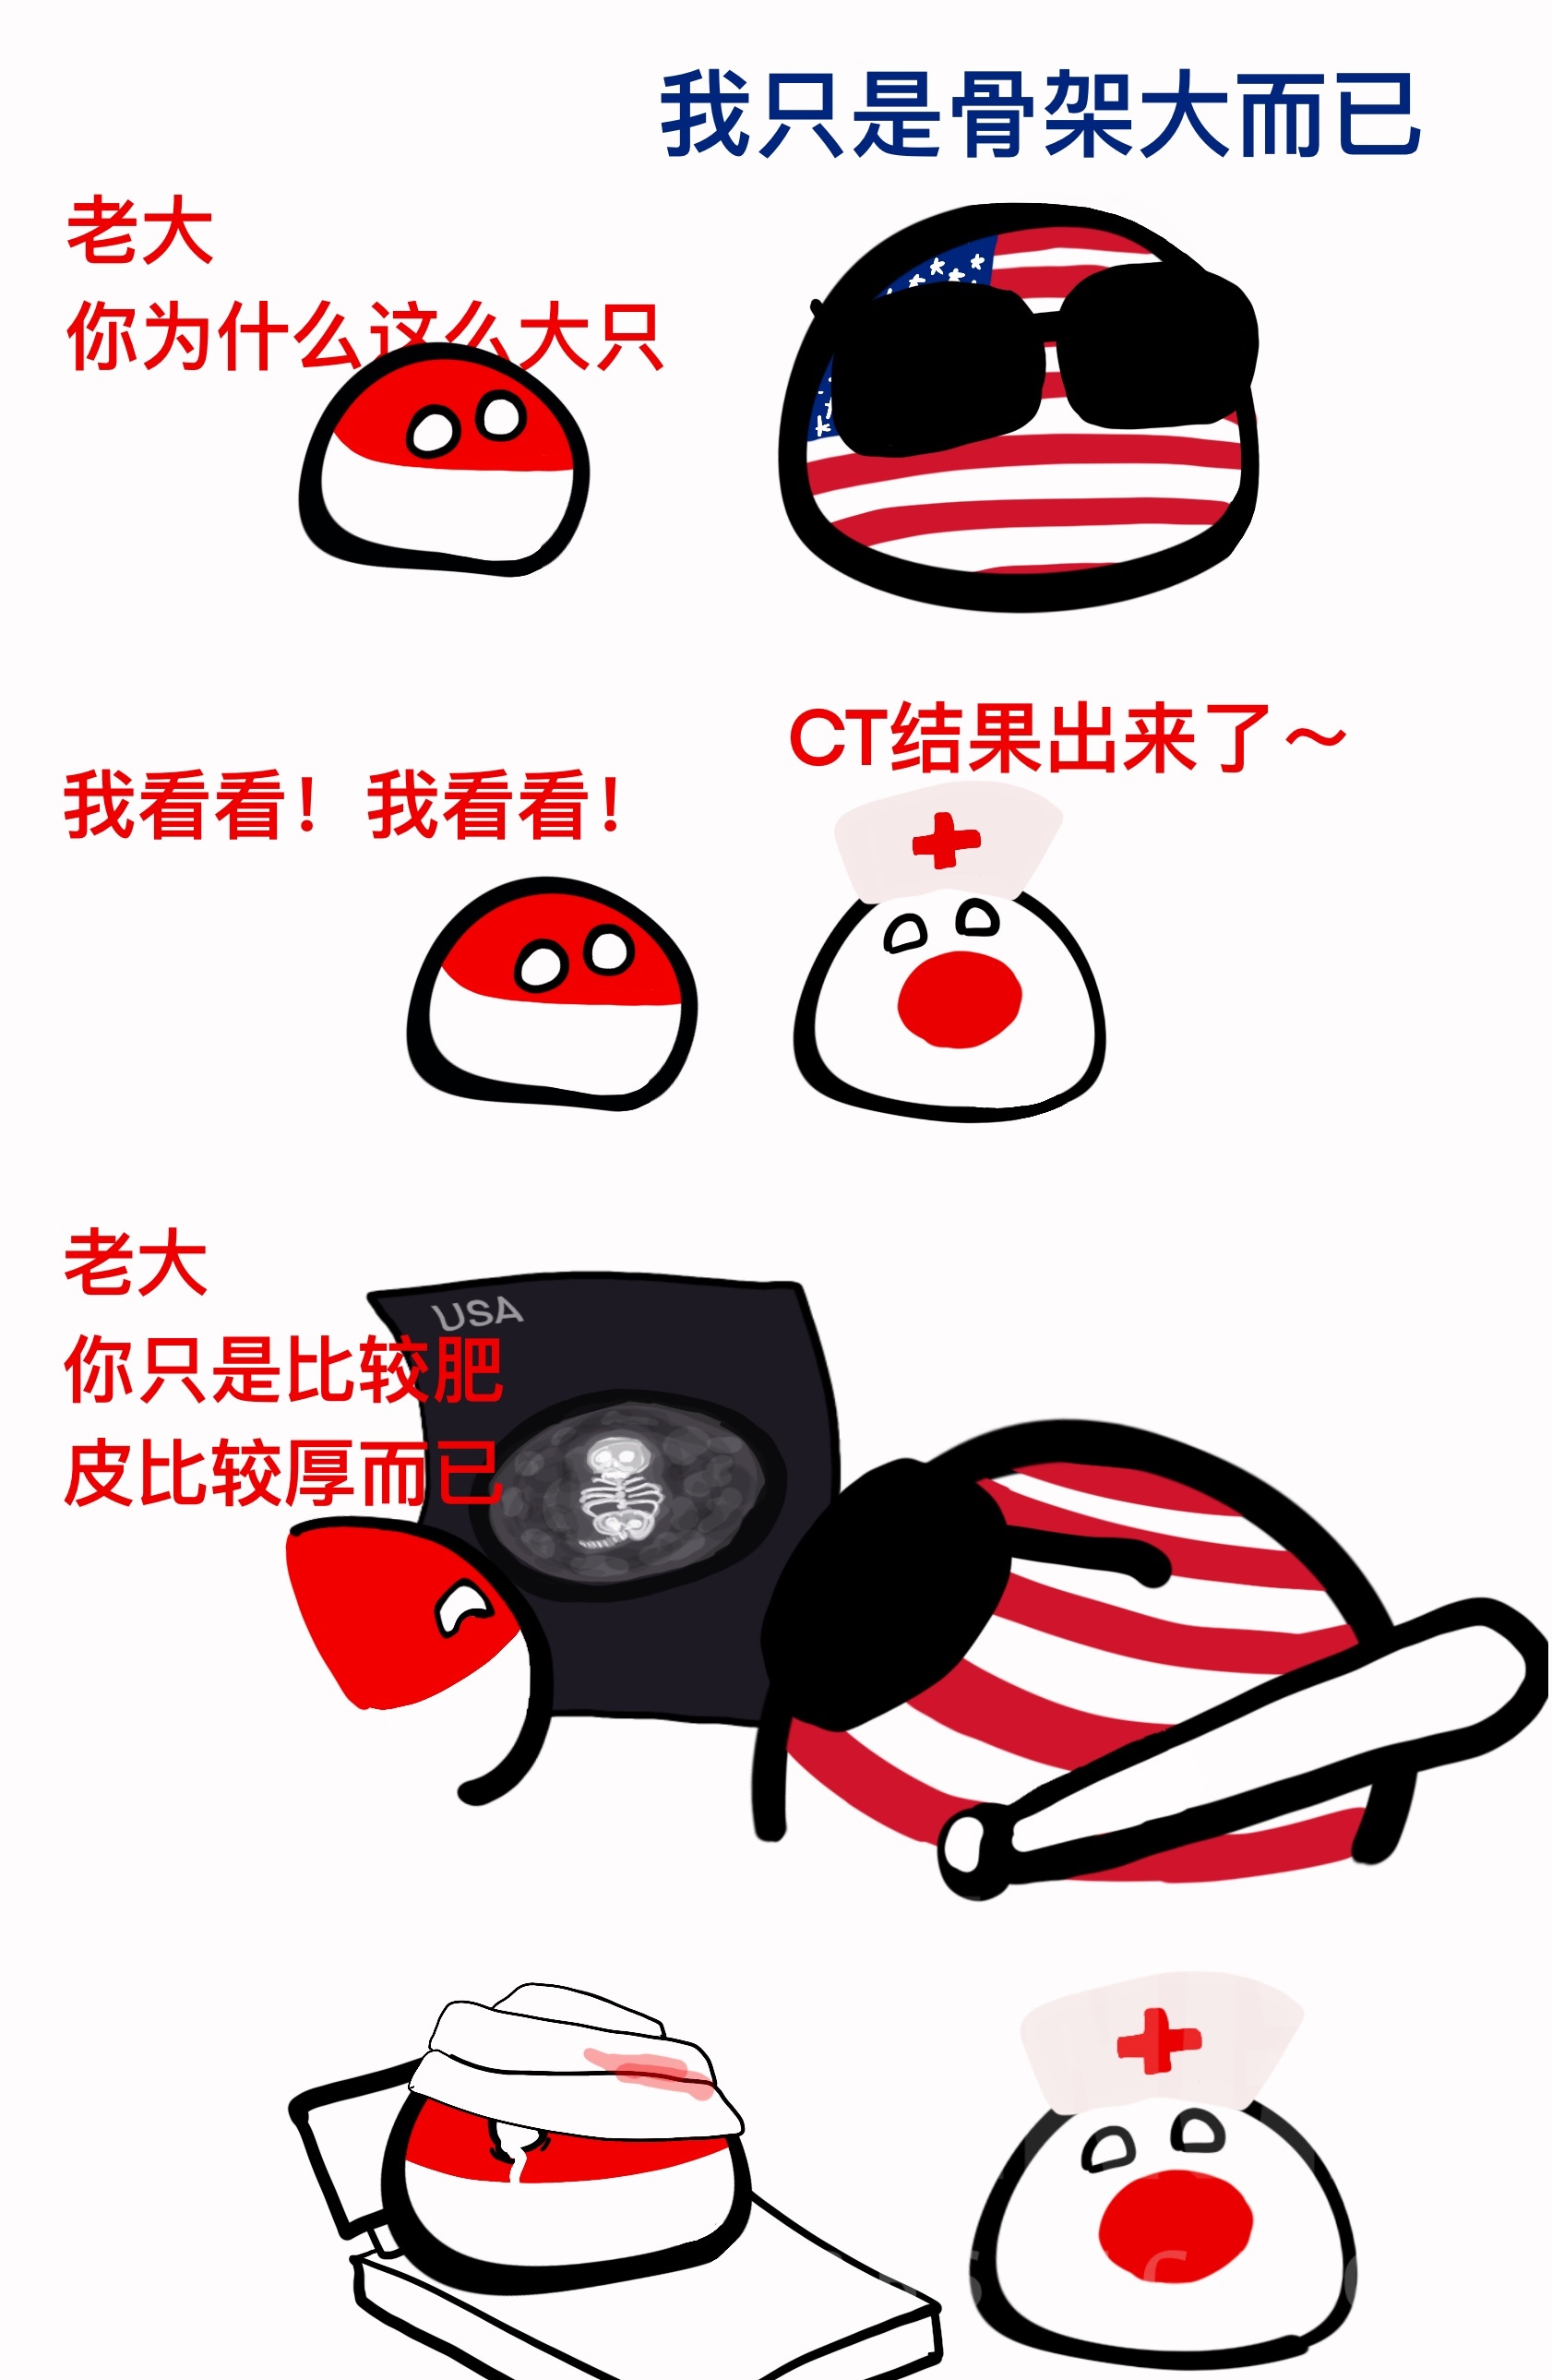 我只是骨架大而已
老大
你为什么这么大只
CT结果出来了～
我看看！我看看！
老大
你只是比较肥
皮比较厚而已
USA